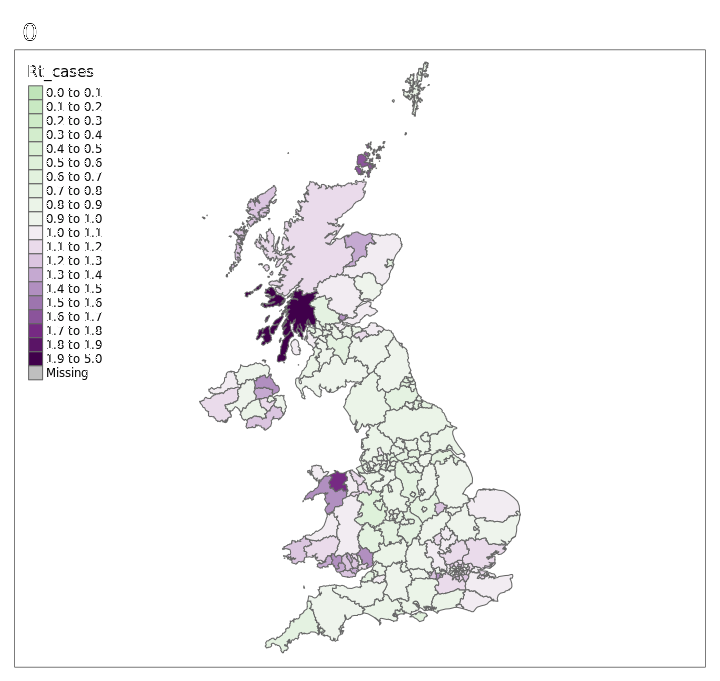 0
Rt_cases
0.0 to 0.1
0.1 to 0.2
0.2 to 0.3
0.3 to 0.4
0.4 to 0.5
0.5 to 0.6
0.6 to 0.7
0.7 to 0.8
0.8 to 0.9
0.9 to 1.0
1.0 to 1.1
1.1 to 1.2
1.2 to 1.3
1.3 to 1.4
1.4 to 1.5
1.5 to 1.6
1.6 to 1.7
1.7 to 1.8
1.8 to 1.9
1.9 to 5.0
Missing